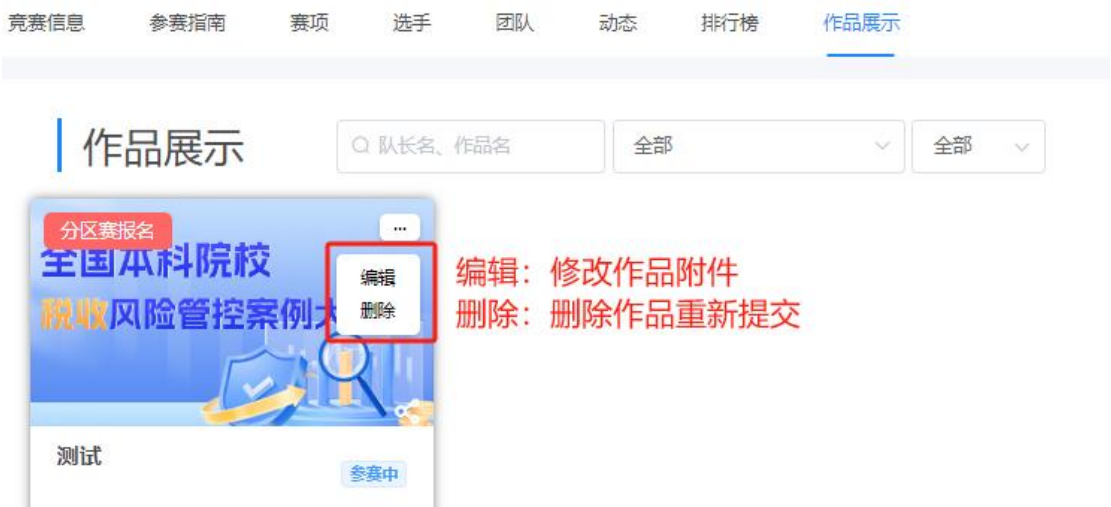 竞赛信息 参赛指南 赛项 选手 团队 动态 排行榜 作品展示
作品展示 队长名、作品名 全部 全部
分区赛报名 ...
全国本科院校
税收风险管控案例大
编辑
删除
编辑：修改作品附件
删除：删除作品重新提交
测试
参赛中